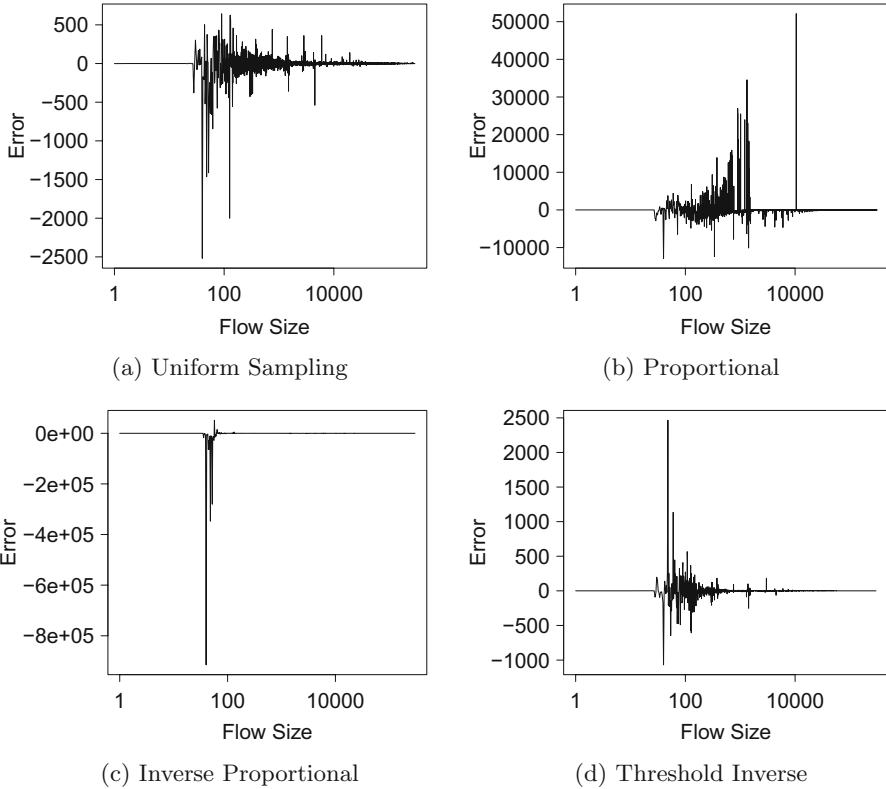 500
0
−500
−1000
−1500
−2000
−2500
Error
1 100 10000
Flow Size
(a) Uniform Sampling
50000
40000
30000
20000
10000
0
−10000
Error
1 100 10000
Flow Size
(b) Proportional
0e+00
−2e+05
−4e+05
−6e+05
−8e+05
Error
1 100 10000
Flow Size
(c) Inverse Proportional
2500
2000
1500
1000
500
0
−500
−1000
Error
1 100 10000
Flow Size
(d) Threshold Inverse